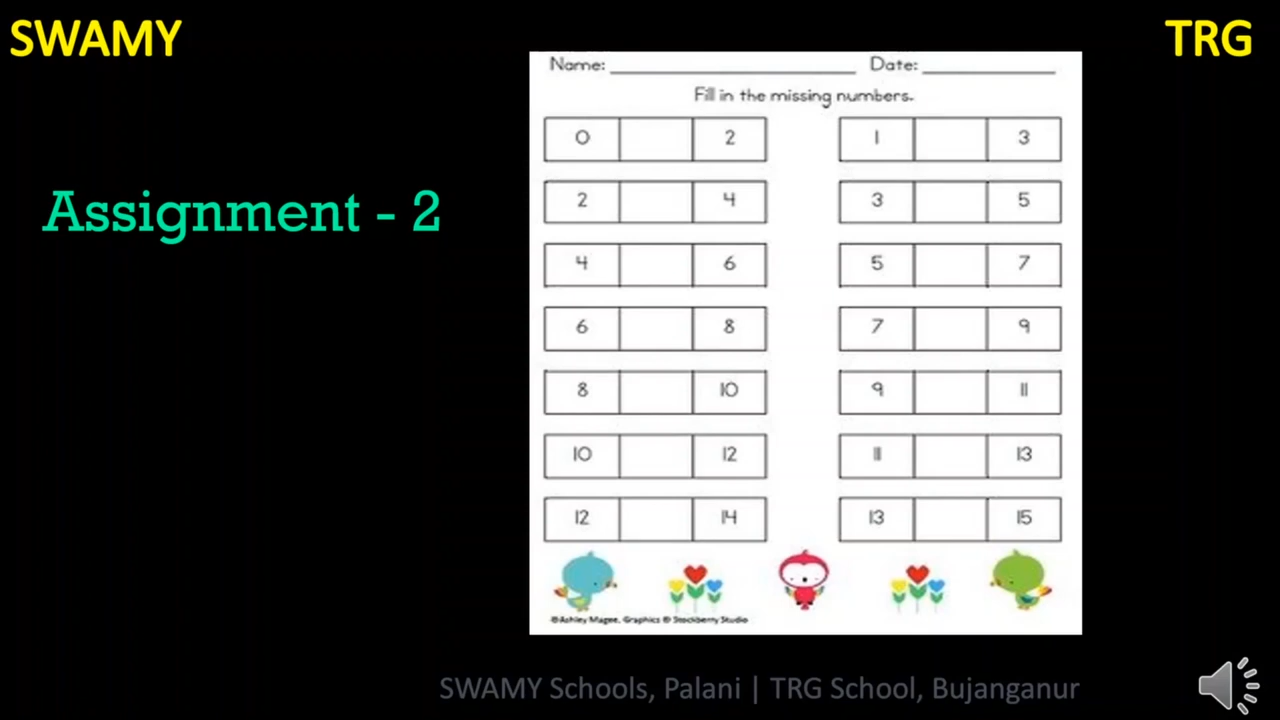 SWAMY
TRG
Assignment - 2
Name: Date:
Fill in the missing numbers.
0 2 1 3
2 4 3 5
4 6 5 7
6 8 7 9
8 10 9 11
10 12 11 13
12 14 13 15
©Ashley Magee, Graphics © Stockberry Studio
SWAMY Schools, Palani | TRG School, Bujanganur